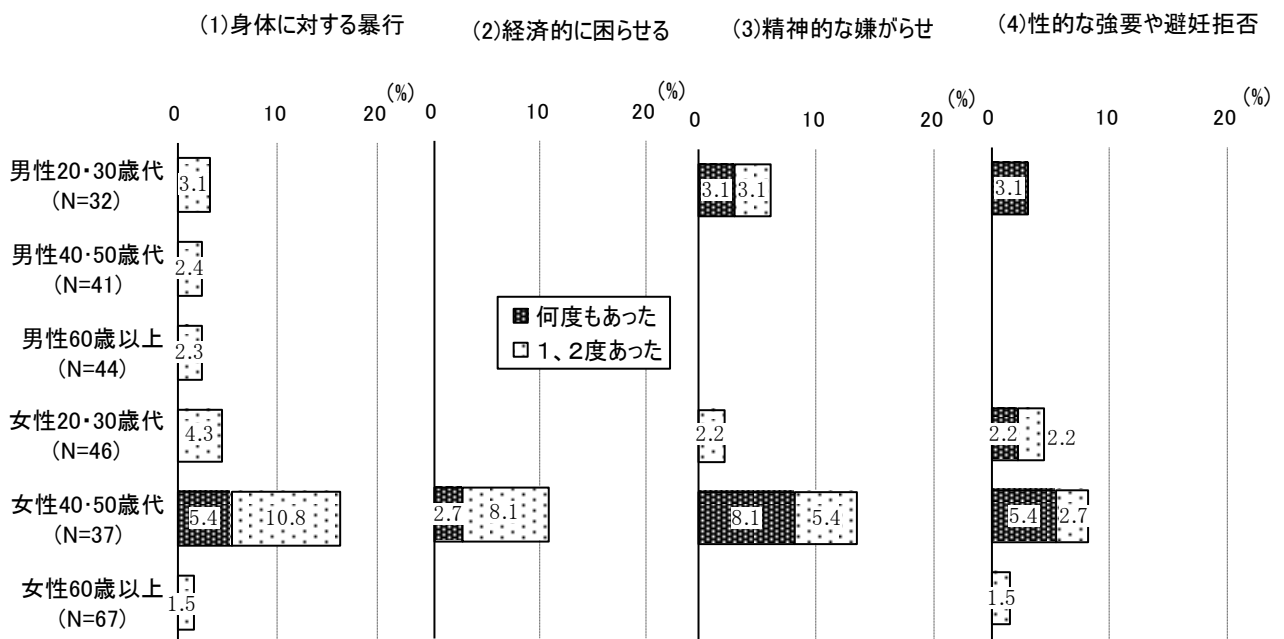 (1)身体に対する暴行
(2)経済的に困らせる
(3)精神的な嫌がらせ
(4)性的な強要や避妊拒否
(%)
0
10
20
(%)
0
10
20
(%)
0
10
20
(%)
0
10
20
男性20・30歳代
(N=32)
3.1
3.1
3.1
3.1
男性40・50歳代
(N=41)
2.4
男性60歳以上
(N=44)
2.3
何度もあった
1、2度あった
女性20・30歳代
(N=46)
4.3
2.2
2.2
2.2
女性40・50歳代
(N=37)
5.4
10.8
2.7
8.1
8.1
5.4
5.4
2.7
女性60歳以上
(N=67)
1.5
1.5